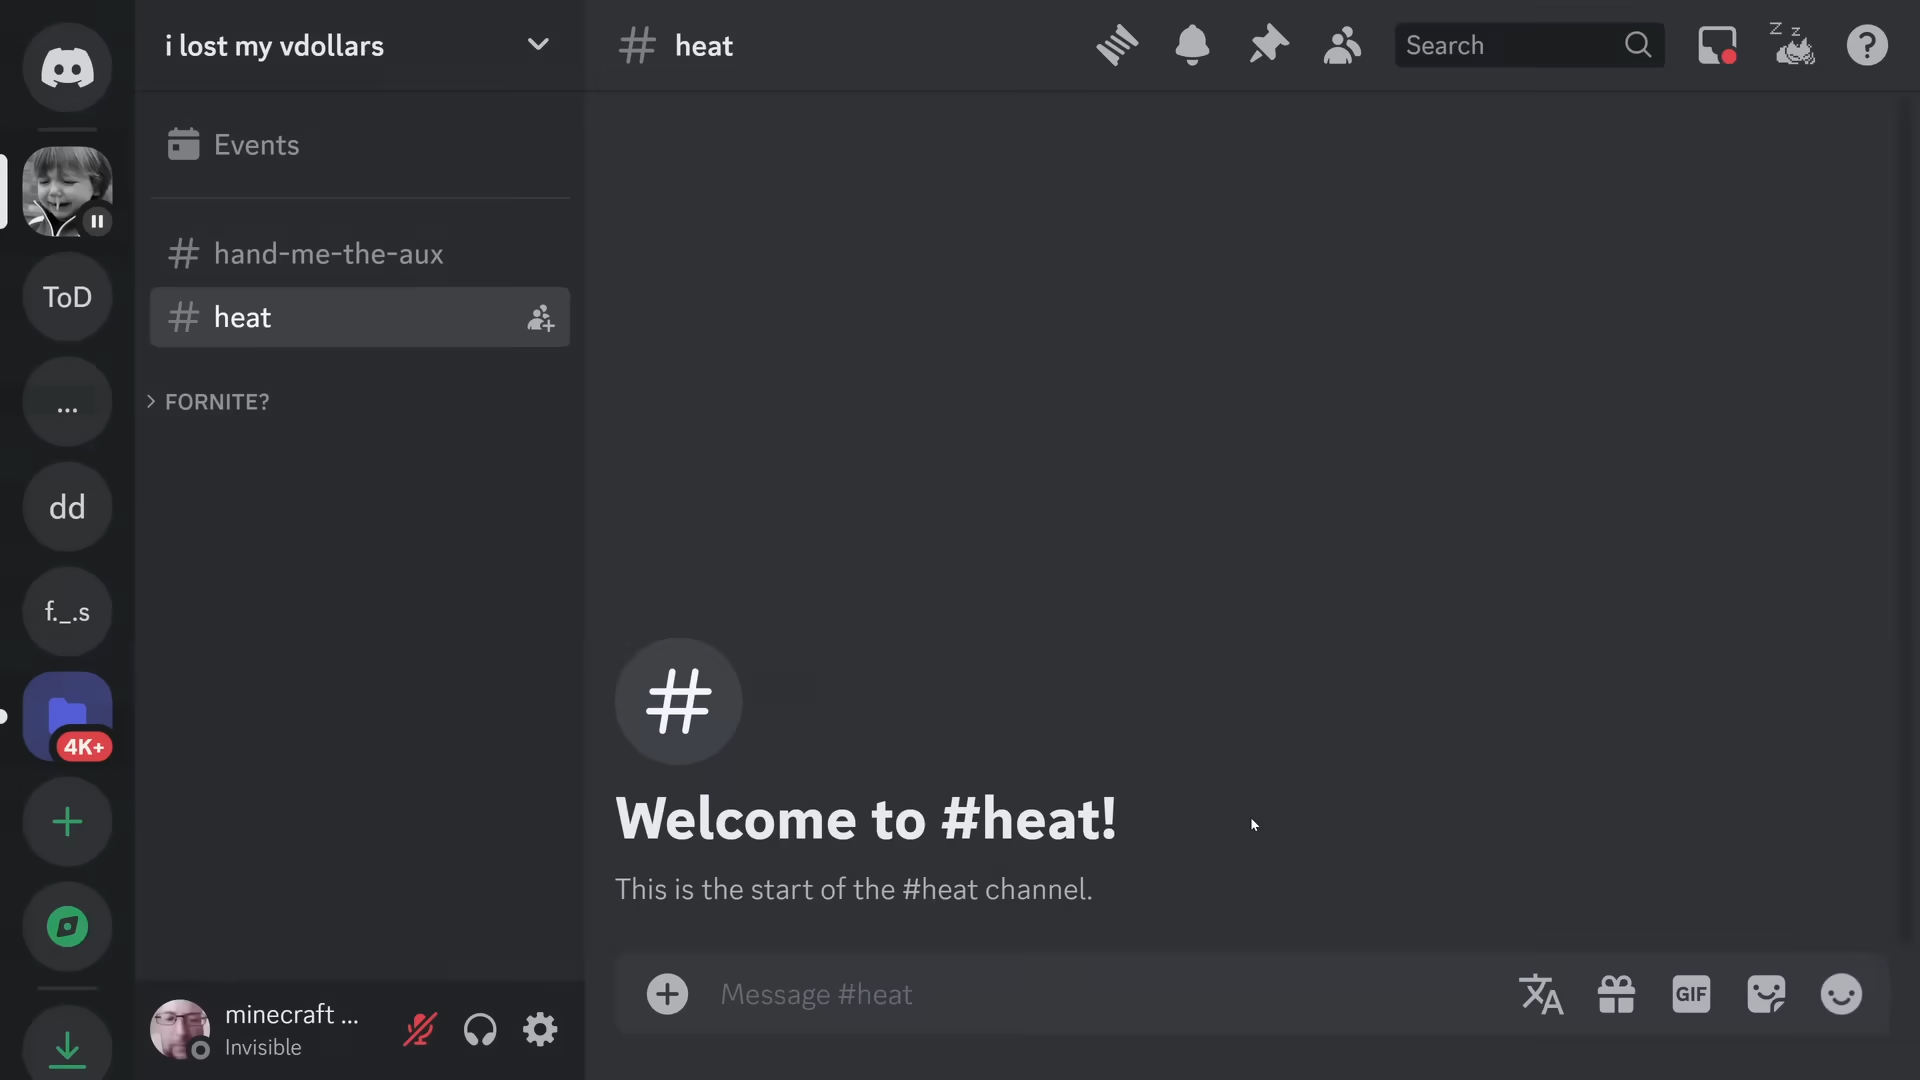 i lost my vdollars
heat
Search
z z
Events
ToD
hand-me-the-aux
heat
...
FORNITE?
dd
f._.s
4K+
Welcome to #heat!
This is the start of the #heat channel.
Message #heat
GIF
minecraft ...
Invisible